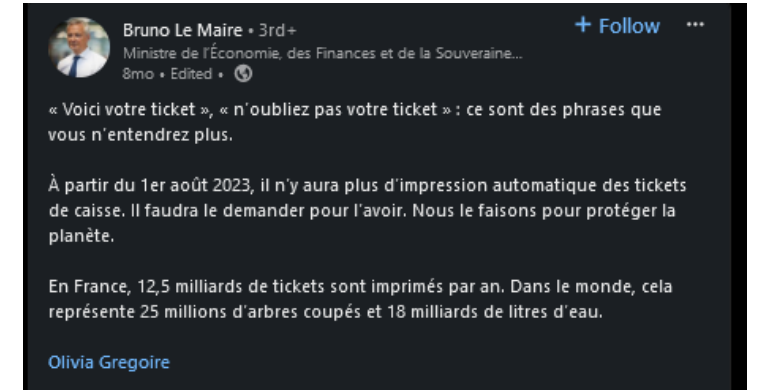 Bruno Le Maire • 3rd+
+ Follow ...
Ministre de l'Économie, des Finances et de la Souveraine...
8mo • Edited •
« Voici votre ticket », « n'oubliez pas votre ticket » : ce sont des phrases que
vous n'entendrez plus.
À partir du 1er août 2023, il n'y aura plus d'impression automatique des tickets
de caisse. Il faudra le demander pour l'avoir. Nous le faisons pour protéger la
planète.
En France, 12,5 milliards de tickets sont imprimés par an. Dans le monde, cela
représente 25 millions d'arbres coupés et 18 milliards de litres d'eau.
Olivia Gregoire